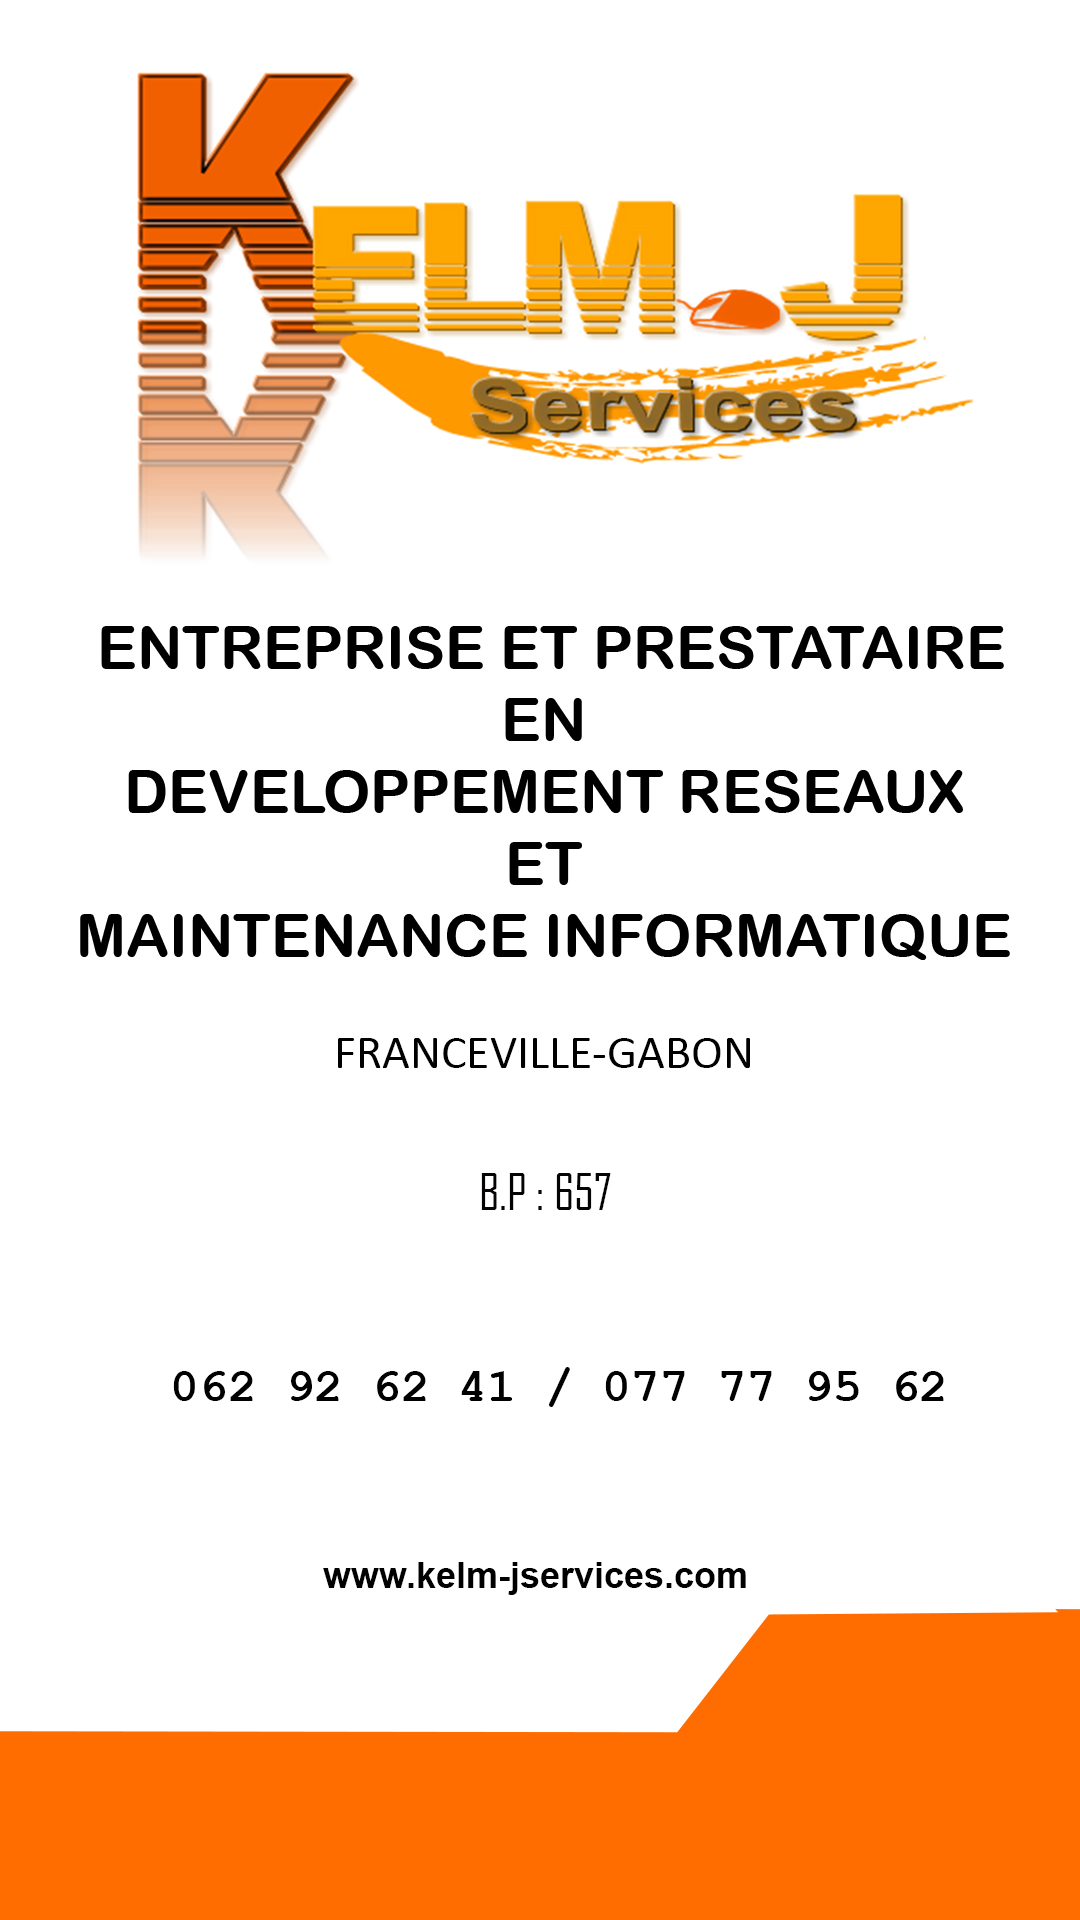 KELM.J
Services
ENTREPRISE ET PRESTATAIRE
EN
DEVELOPPEMENT RESEAUX
ET
MAINTENANCE INFORMATIQUE
FRANCEVILLE-GABON
B.P : 657
062 92 62 41 / 077 77 95 62
www.kelm-jservices.com